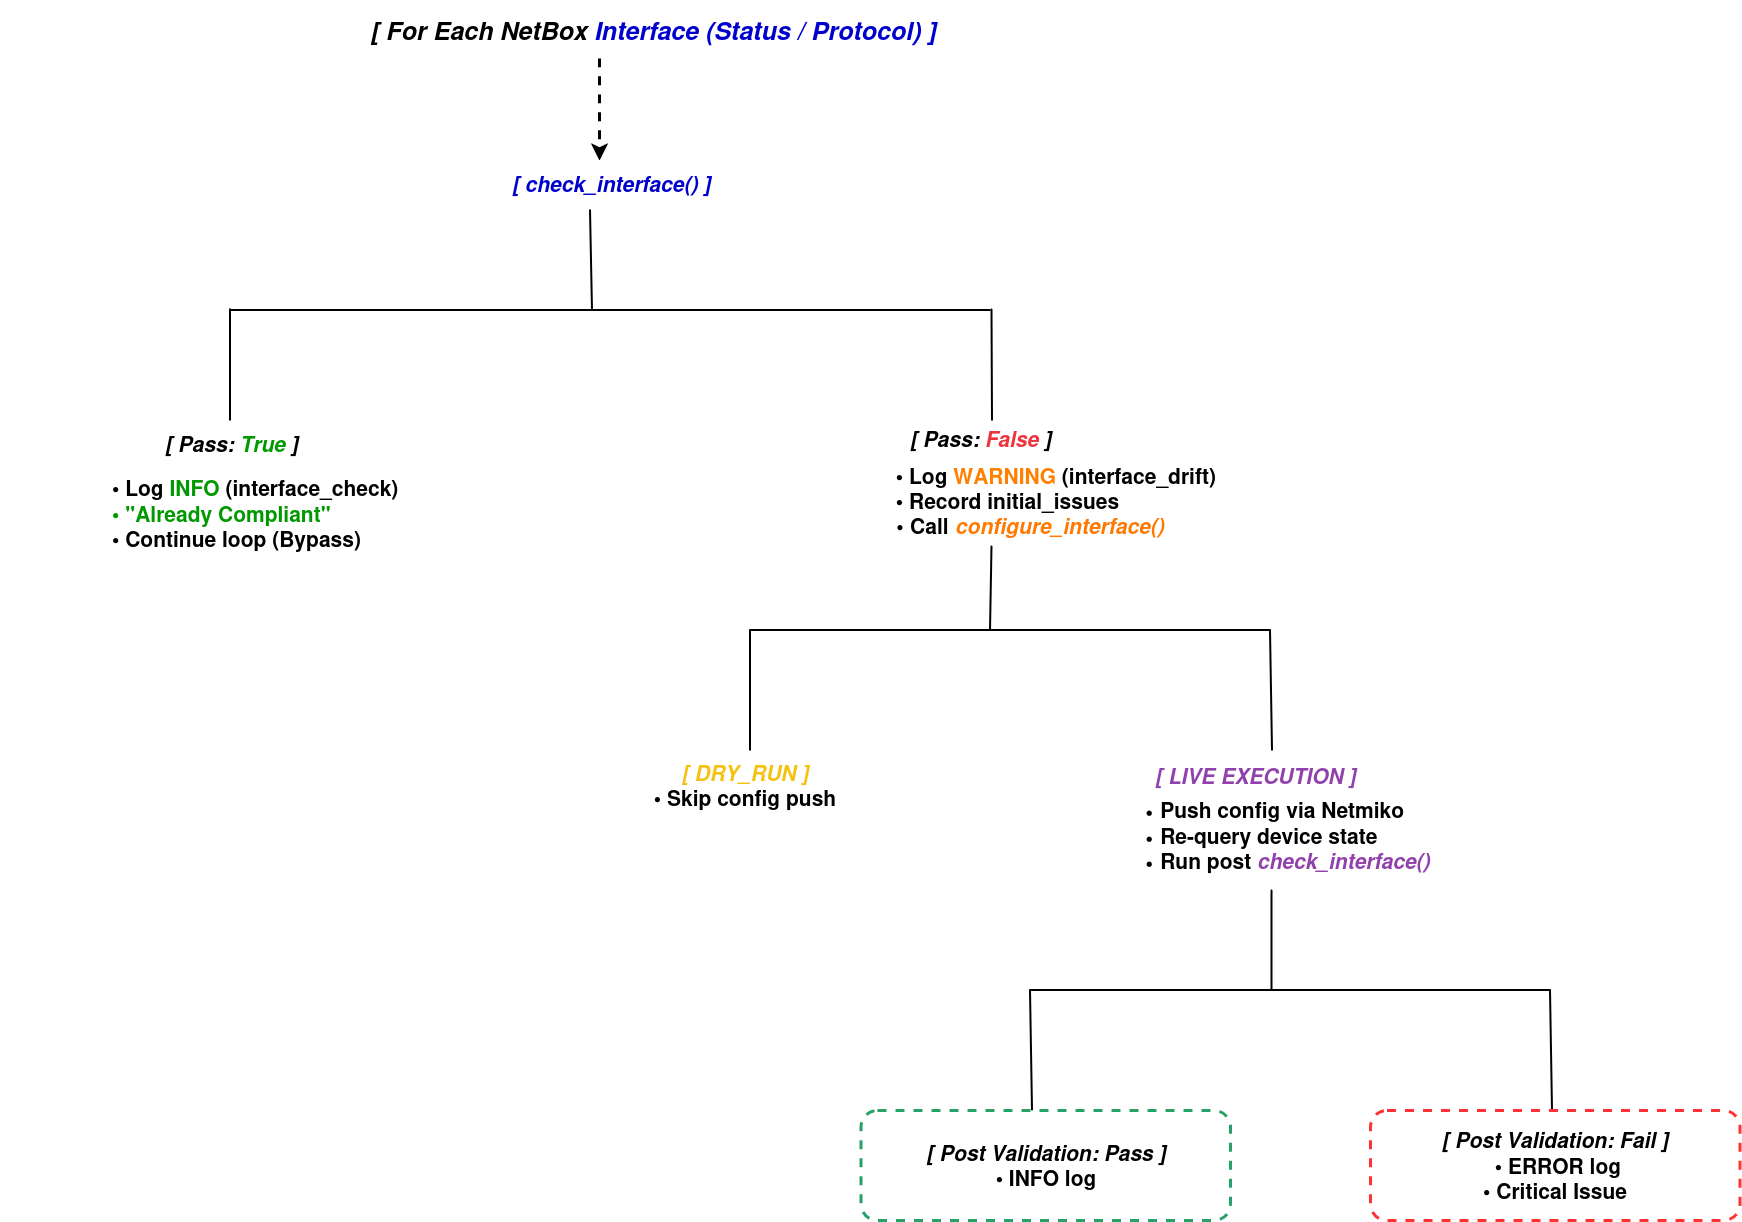 [ For Each NetBox Interface (Status / Protocol) ]
[ check_interface() ]
[ Pass: True ]
• Log INFO (interface_check)
• "Already Compliant"
• Continue loop (Bypass)
[ Pass: False ]
• Log WARNING (interface_drift)
• Record initial_issues
• Call configure_interface()
[ DRY_RUN ]
• Skip config push
[ LIVE EXECUTION ]
• Push config via Netmiko
• Re-query device state
• Run post check_interface()
[ Post Validation: Pass ]
• INFO log
[ Post Validation: Fail ]
• ERROR log
• Critical Issue